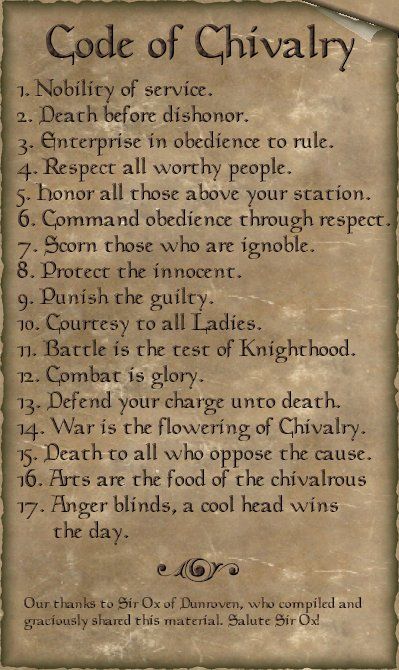 Code of Chivalry
1. Nobility of service.
2. Death before dishonor.
3. Enterprise in obedience to rule.
4. Respect all worthy people.
5. Honor all those above your station.
6. Command obedience through respect.
7. Scorn those who are ignoble.
8. Protect the innocent.
9. Punish the guilty.
10. Courtesy to all Ladies.
11. Battle is the test of Knighthood.
12. Combat is glory.
13. Defend your charge unto death.
14. War is the flowering of Chivalry.
15. Death to all who oppose the cause.
16. Arts are the food of the chivalrous
17. Anger blinds, a cool head wins
the day.
Our thanks to Sir Ox of Dunroven, who compiled and
graciously shared this material. Salute Sir Ox!